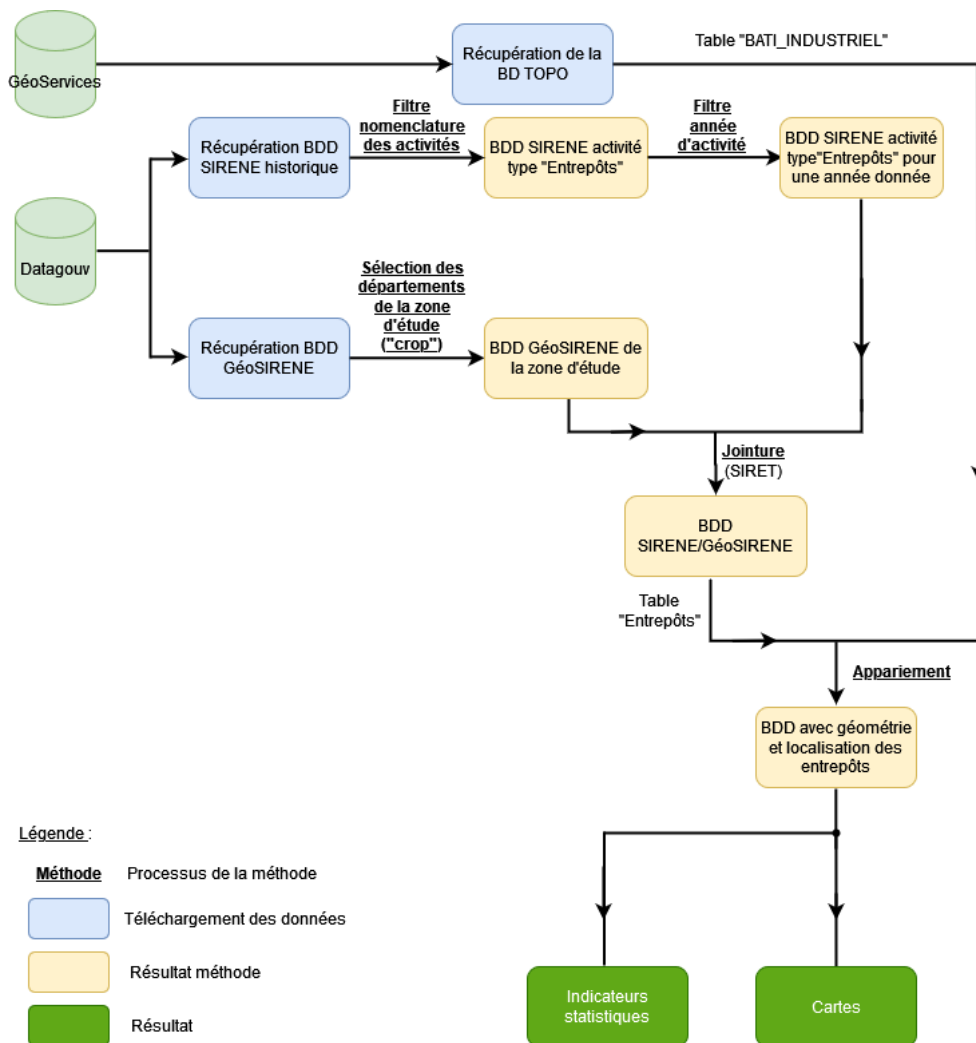 GéoServices
Récupération de la
BD TOPO
Table "BATI_INDUSTRIEL"
Récupération BDD
SIRENE historique
Filtre
nomenclature
des activités
BDD SIRENE activité
type "Entrepôts"
Filtre
année
d'activité
BDD SIRENE activité
type"Entrepôts" pour
une année donnée
Datagouv
Récupération BDD
GéoSIRENE
Sélection des
départements
de la zone
d'étude
("crop")
BDD GéoSIRENE de
la zone d'étude
Jointure
(SIRET)
BDD
SIRENE/GéoSIRENE
Table
"Entrepôts"
Appariement
BDD avec géométrie
et localisation des
entrepôts
Légende :
Méthode Processus de la méthode
Téléchargement des données
Résultat méthode
Résultat
Indicateurs
statistiques
Cartes